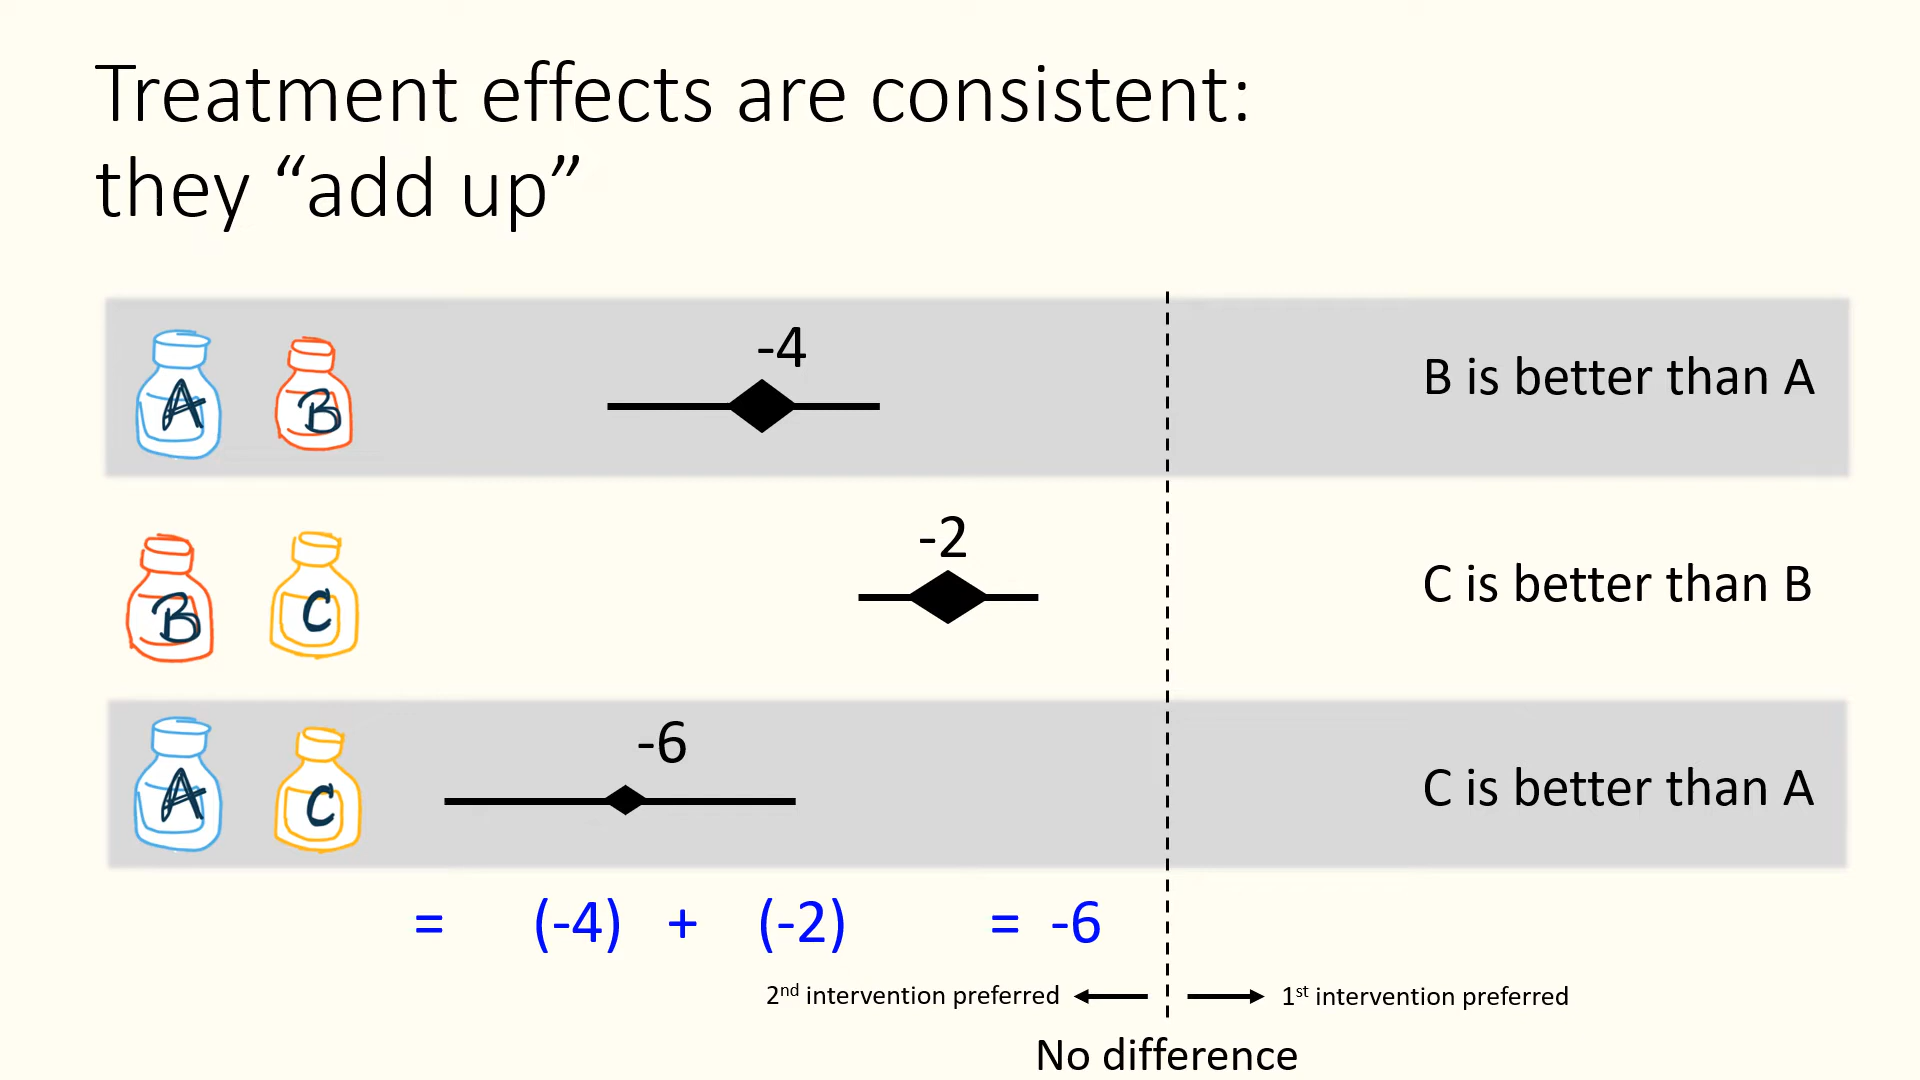 Treatment effects are consistent:
they “add up”
A B -4 B is better than A
B C -2 C is better than B
A C -6 C is better than A
= (-4) + (-2) = -6
2nd intervention preferred 1st intervention preferred
No difference